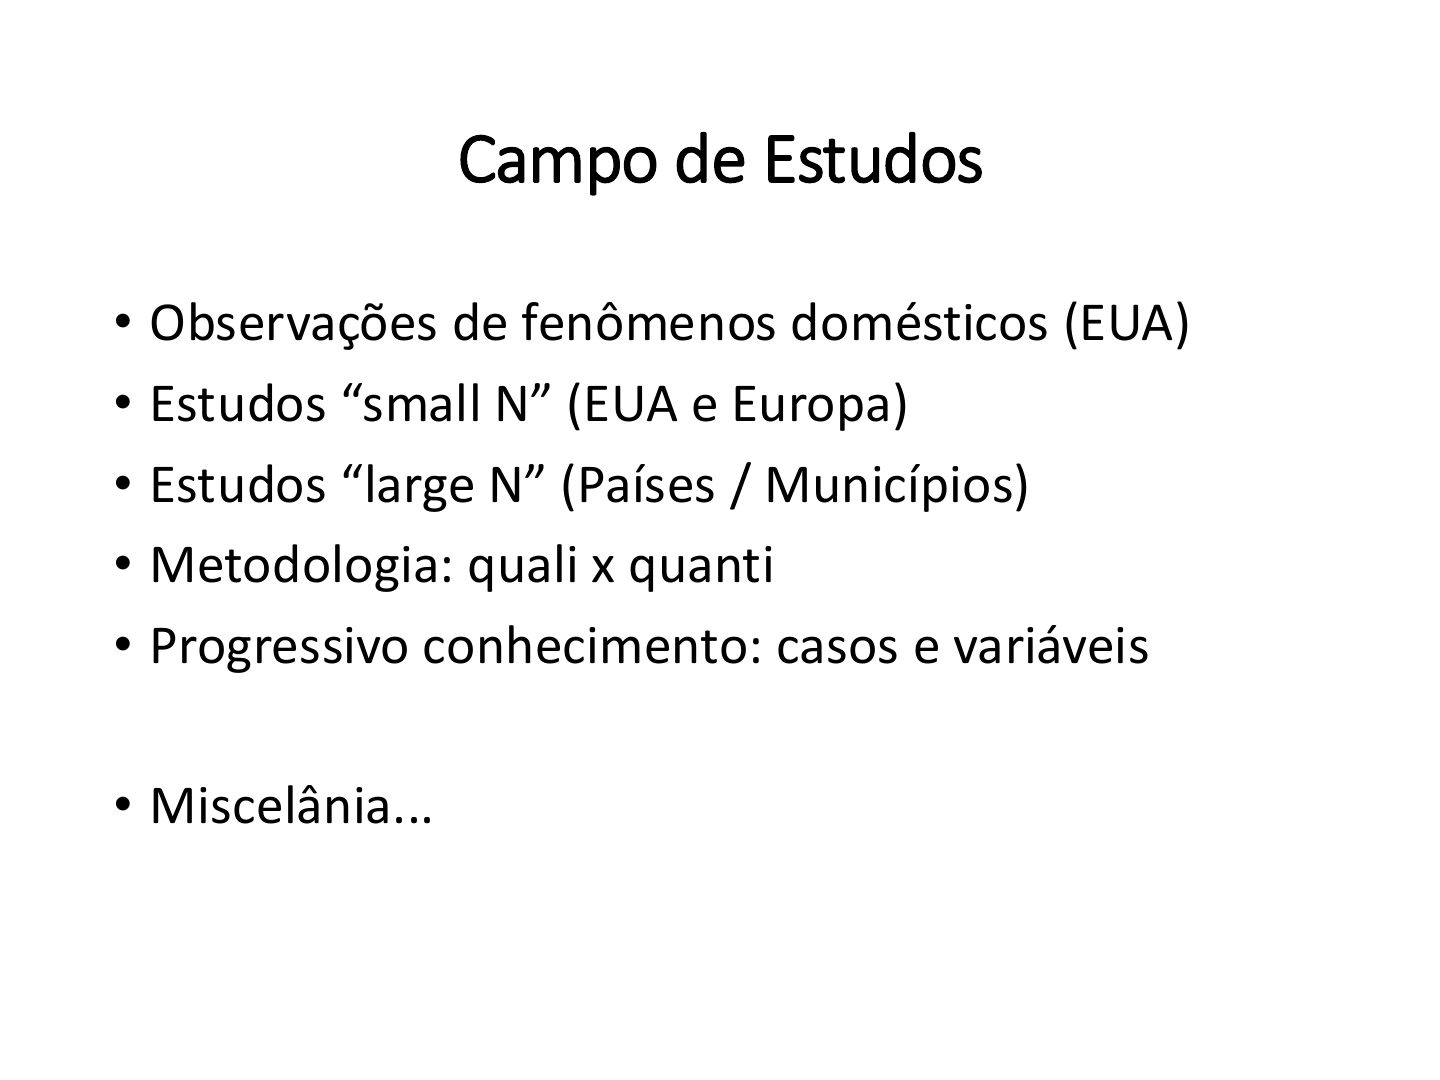 Campo de Estudos
• Observações de fenômenos domésticos (EUA)
• Estudos “small N” (EUA e Europa)
• Estudos “large N” (Países / Municípios)
• Metodologia: quali x quanti
• Progressivo conhecimento: casos e variáveis
• Miscelânia...